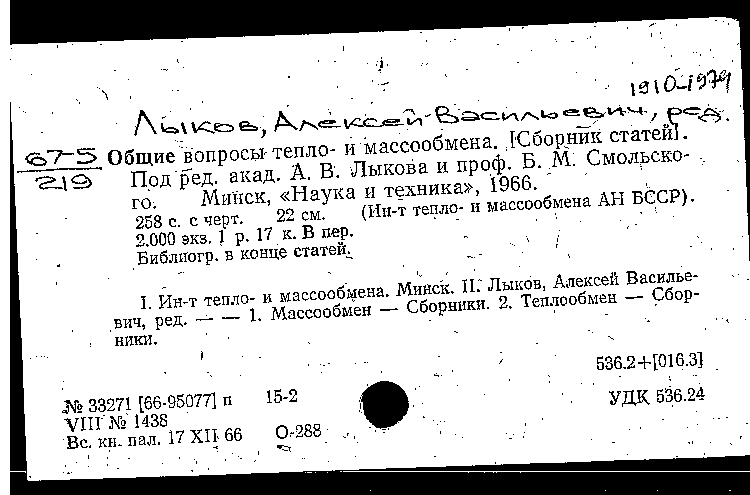 1910-1974
Лыков, Алексей Васильевич, ред.
67-5
219
Общие вопросы тепло- и массообмена. [Сборник статей].
Под ред. акад. А. В. Лыкова и проф. Б. М. Смольско-
го. Минск, «Наука и техника», 1966.
258 с. с черт. 22 см. (Ин-т тепло- и массообмена АН БССР).
2.000 экз. 1 р. 17 к. В пер.
Библиогр. в конце статей.
I. Ин-т тепло- и массообмена. Минск. II. Лыков, Алексей Василье-
вич, ред. — — 1. Массообмен — Сборники. 2. Теплообмен — Сбор-
ники.
536.2+[016.3]
№ 33271 [66-95077] п 15-2 УДК 536.24
VIII № 1438
Вс. кн. пал. 17 XII 66 О-288